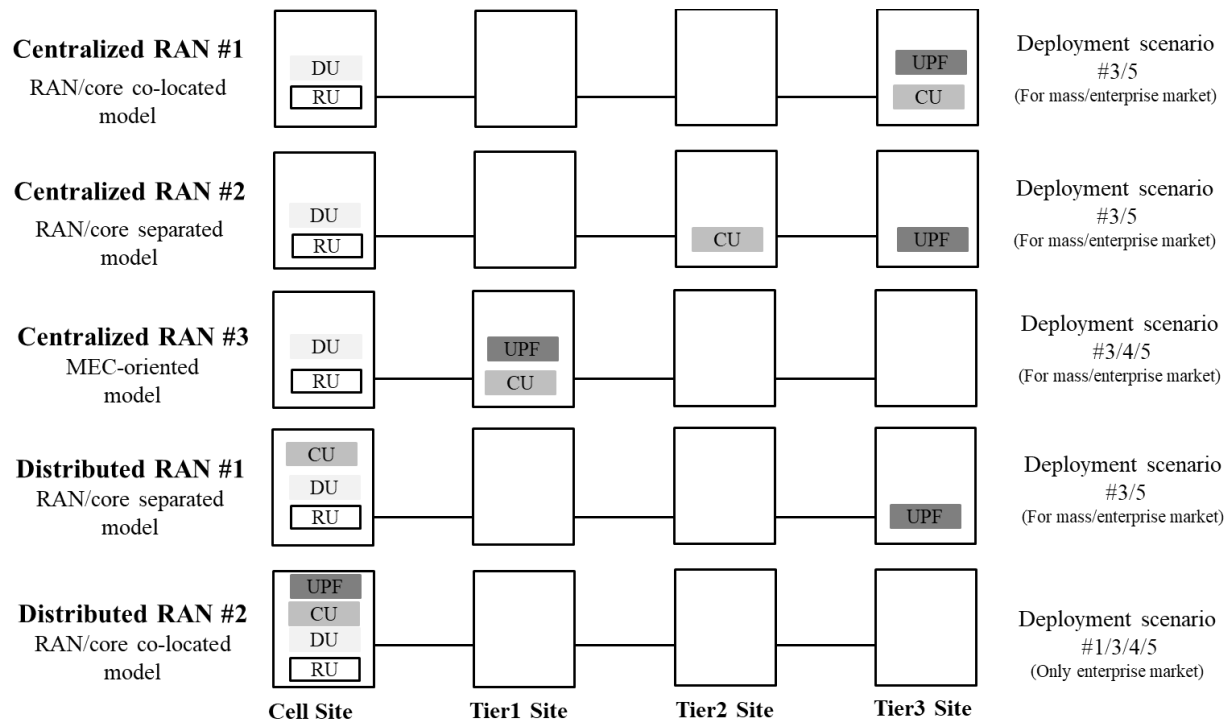 Centralized RAN #1
RAN/core co-located
model
DU
RU
UPF
CU
Deployment scenario
#3/5
(For mass/enterprise market)
Centralized RAN #2
RAN/core separated
model
DU
RU
CU
UPF
Deployment scenario
#3/5
(For mass/enterprise market)
Centralized RAN #3
MEC-oriented
model
DU
RU
UPF
CU
Deployment scenario
#3/4/5
(For mass/enterprise market)
Distributed RAN #1
RAN/core separated
model
CU
DU
RU
UPF
Deployment scenario
#3/5
(For mass/enterprise market)
Distributed RAN #2
RAN/core co-located
model
UPF
CU
DU
RU
Deployment scenario
#1/3/4/5
(Only enterprise market)
Cell Site Tier1 Site Tier2 Site Tier3 Site